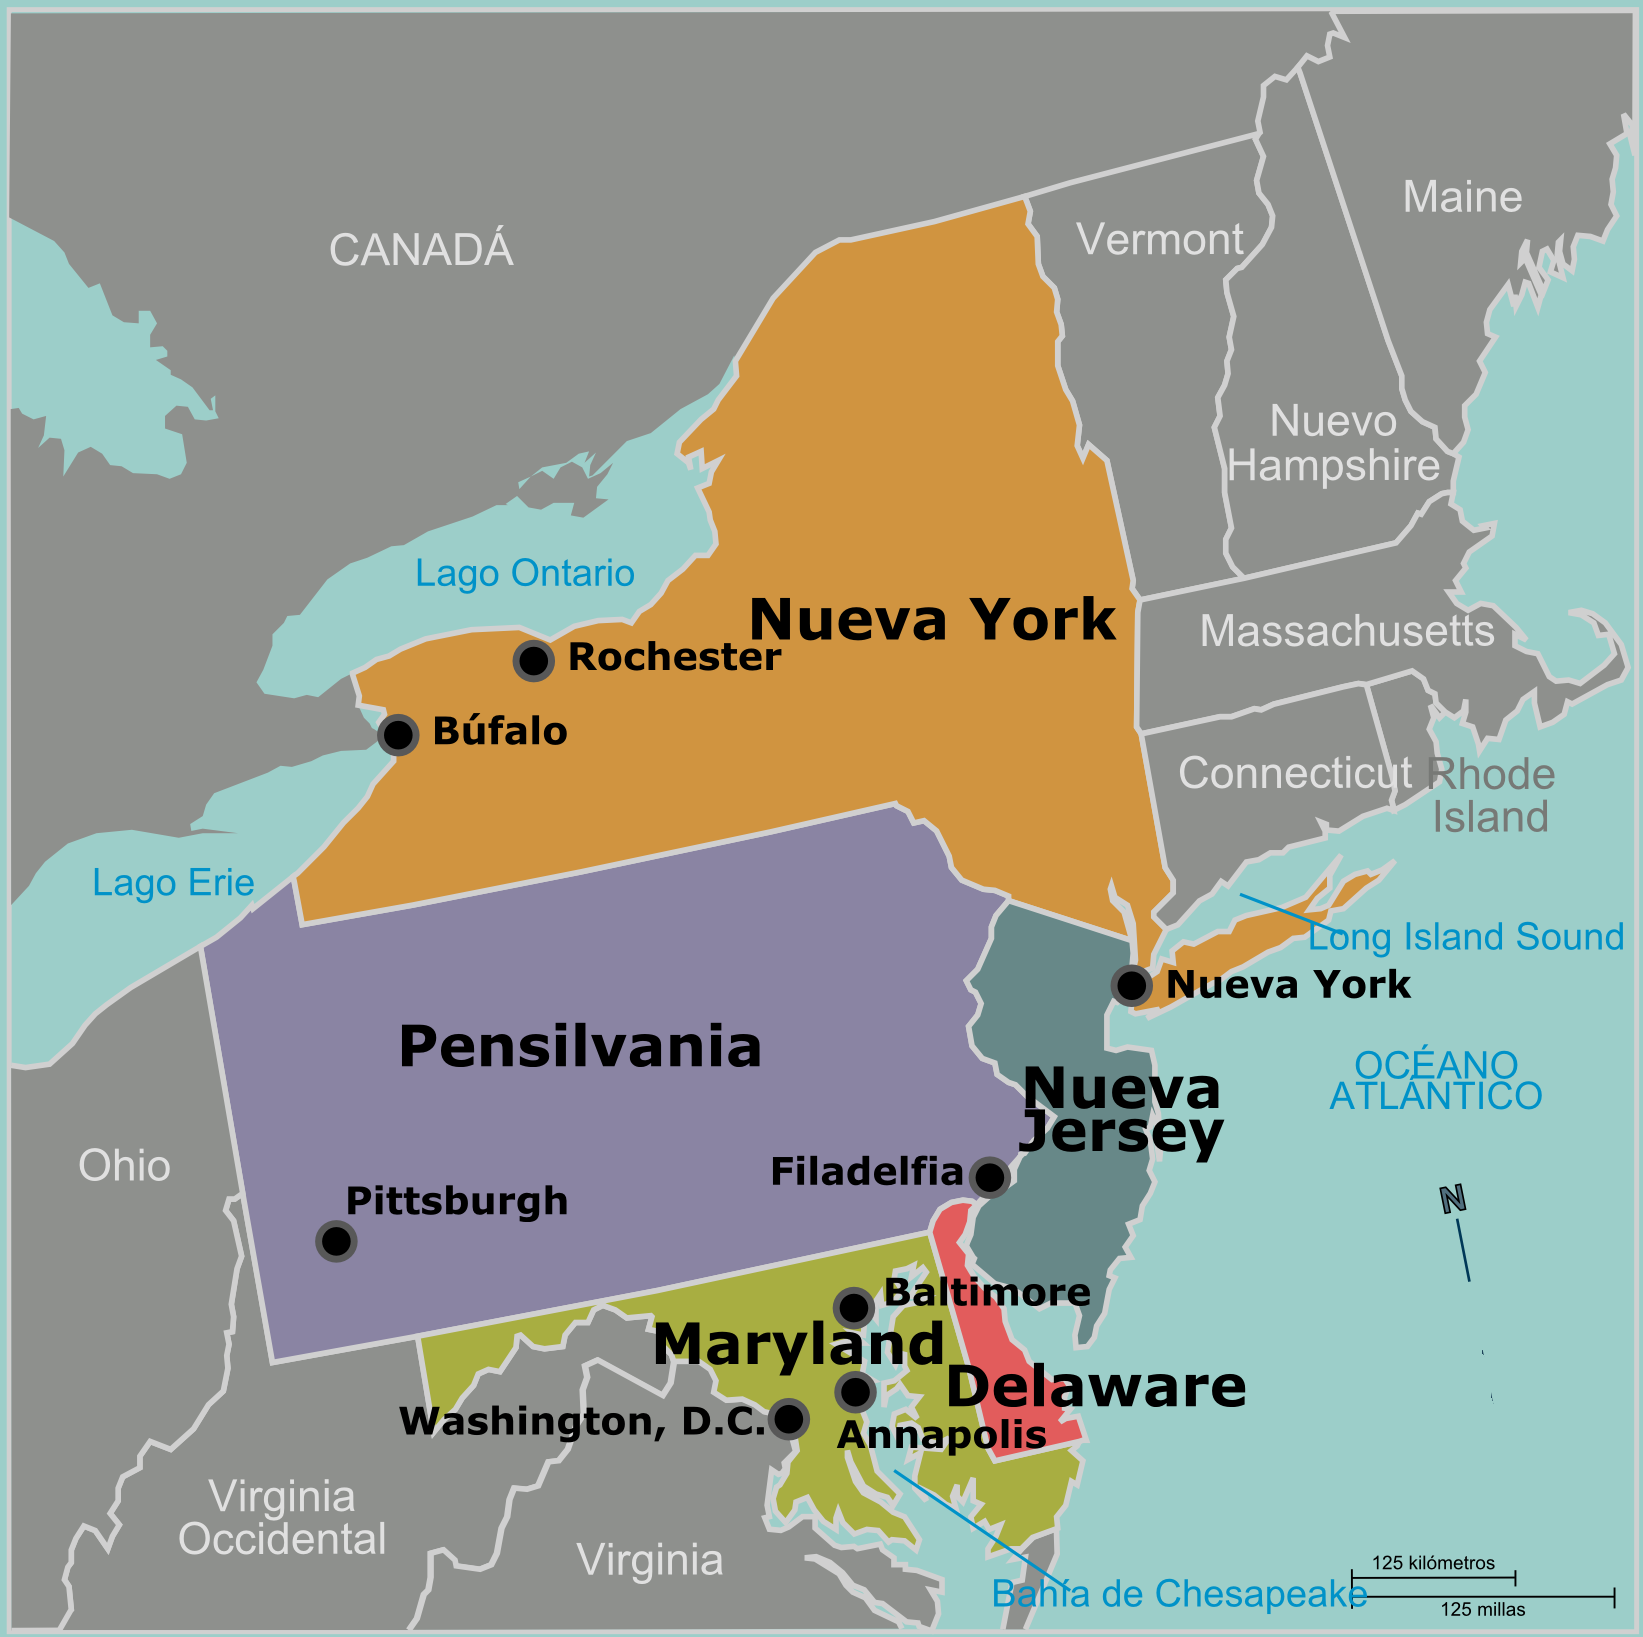 Maine
Vermont
CANADÁ
Nuevo
Hampshire
Lago Ontario
Nueva York
Massachusetts
Rochester
Búfalo
Connecticut
Rhode
Island
Lago Erie
Long Island Sound
Nueva York
Pensilvania
OCÉANO
ATLÁNTICO
Nueva
Jersey
Ohio
Filadelfia
Pittsburgh
N
Baltimore
Maryland
Delaware
Washington, D.C.
Annapolis
Virginia
Occidental
Virginia
Bahía de Chesapeake
125 kilómetros
125 millas